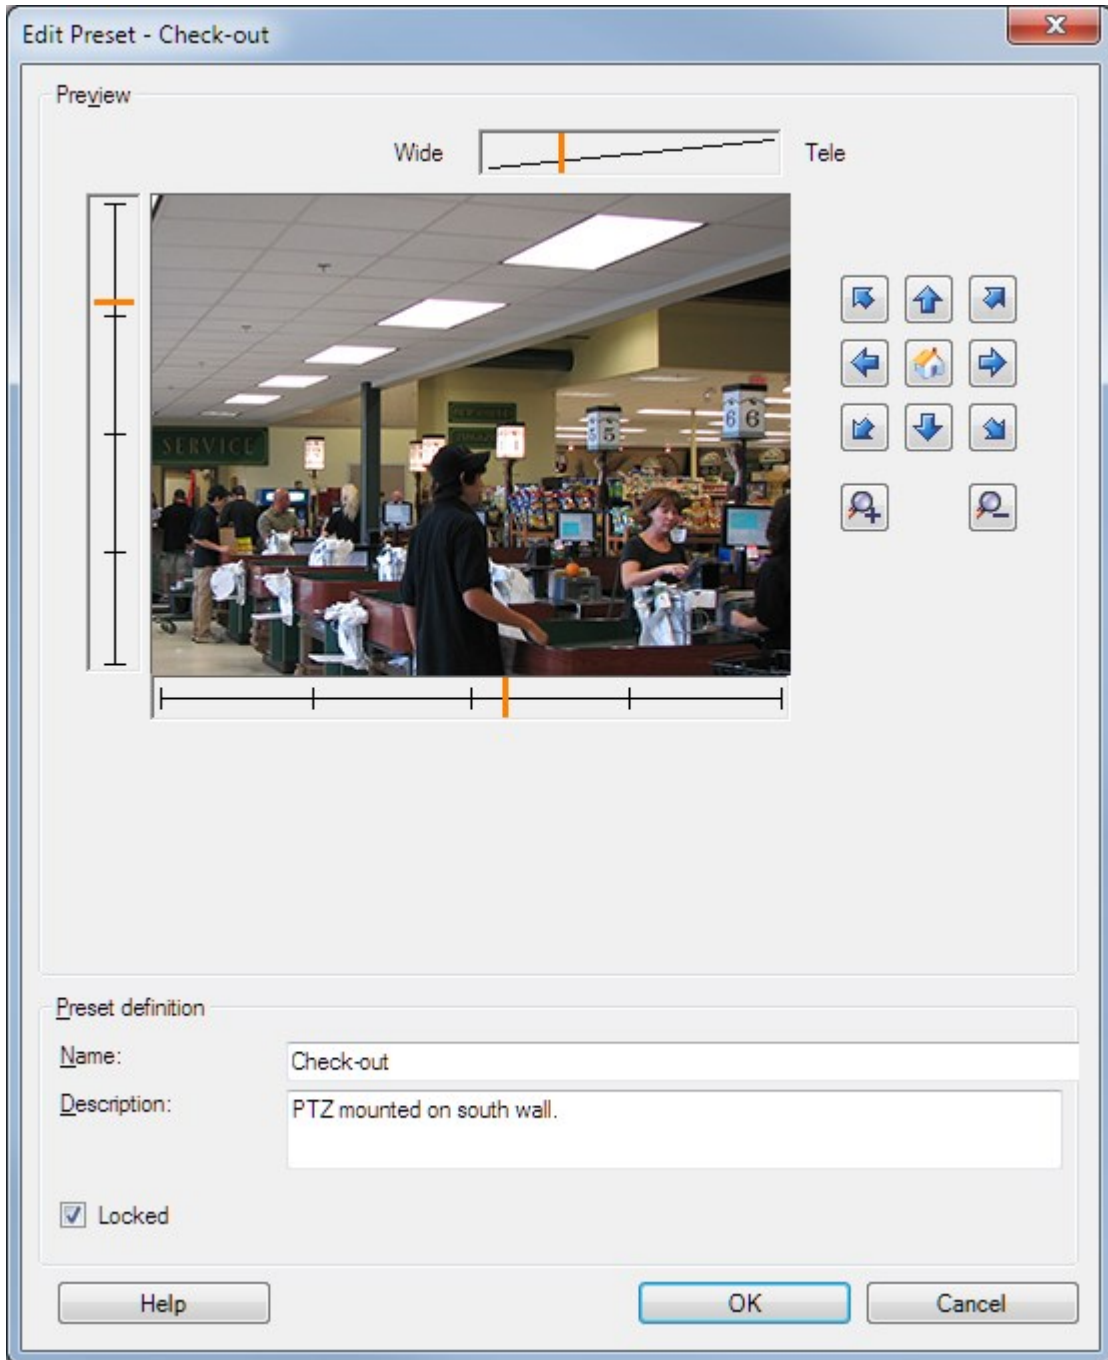 Edit Preset - Check-out
Preview
Wide
Tele
SERVICE
5 5
6 6
Preset definition
Name:
Check-out
Description:
PTZ mounted on south wall.
Locked
Help
OK
Cancel